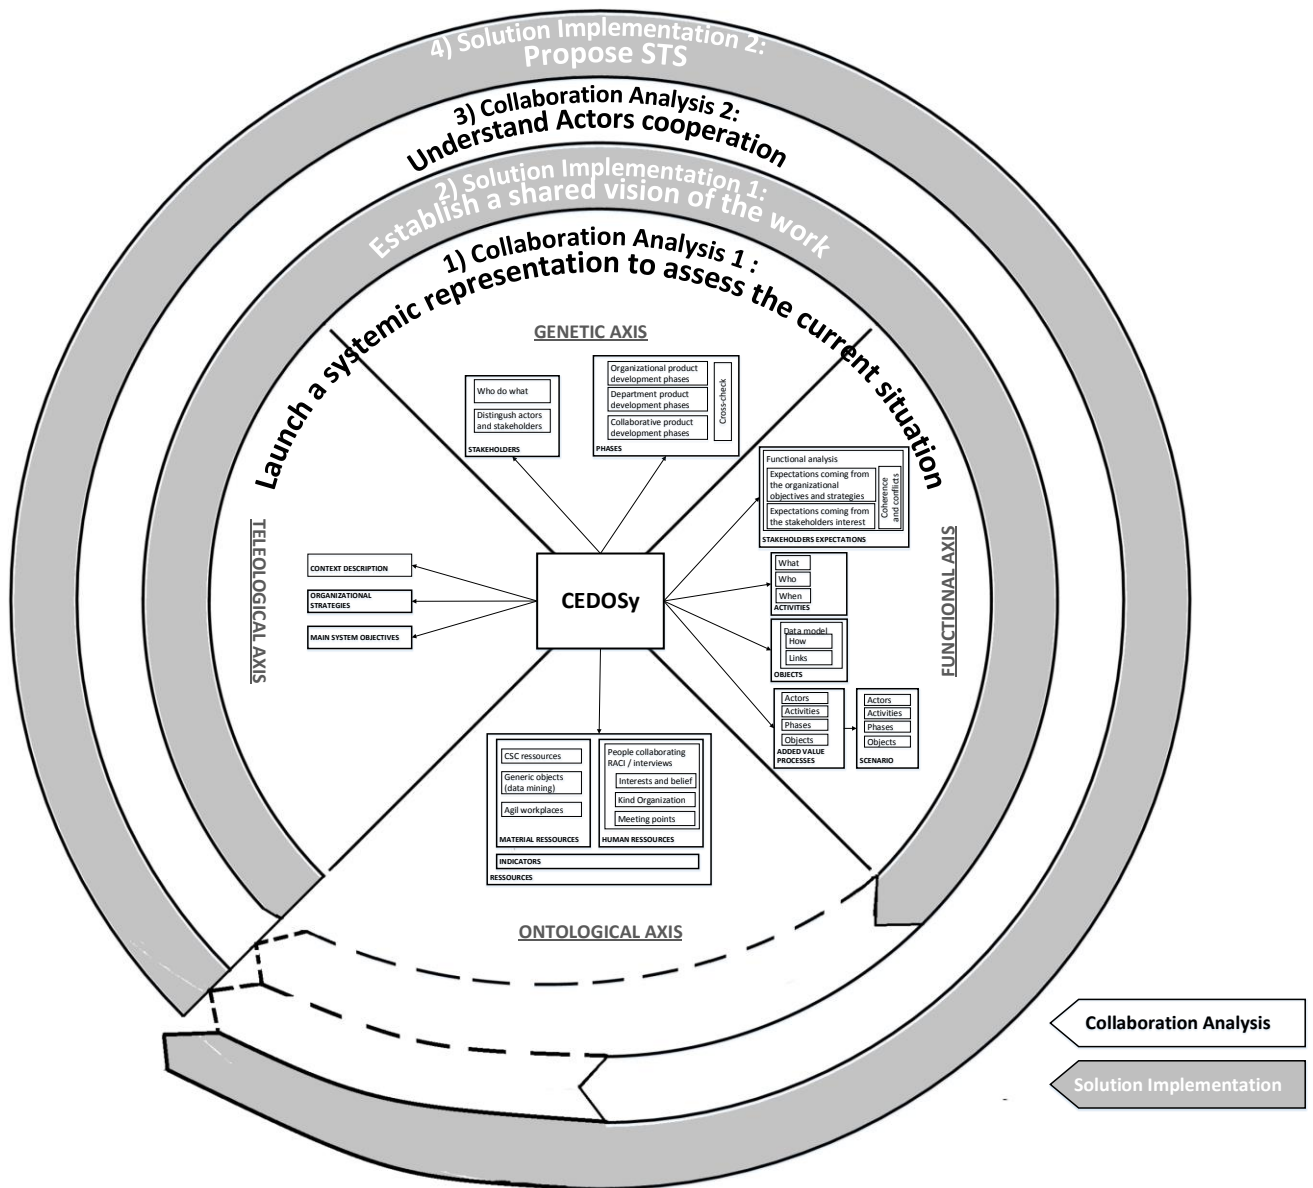 4) Solution Implementation 2:
Propose STS
3) Collaboration Analysis 2:
Understand Actors cooperation
2) Solution Implementation 1:
Establish a shared vision of the work
1) Collaboration Analysis 1 :
Launch a systemic representation to assess the current situation
GENETIC AXIS
Who do what
Distingush actors
and stakeholders
STAKEHOLDERS
Organizational product
development phases
Department product
development phases
Collaborative product
development phases
Cross-check
PHASES
TELEOLOGICAL AXIS
CONTEXT DESCRIPTION
ORGANIZATIONAL
STRATEGIES
MAIN SYSTEM OBJECTIVES
CEDOSy
FUNCTIONAL AXIS
Functional analysis
Expectations coming from
the organizational
objectives and strategies
Expectations coming from
the stakeholders interest
Coherence
and conflicts
STAKEHOLDERS EXPECTATIONS
What
Who
When
ACTIVITIES
Data model
How
Links
OBJECTS
Actors
Activities
Phases
Objects
ADDED VALUE
PROCESSES
Actors
Activities
Phases
Objects
SCENARIO
CSC ressources
Generic objects
(data mining)
Agil workplaces
MATERIAL RESSOURCES
People collaborating
RACI / interviews
Interests and belief
Kind Organization
Meeting points
HUMAN RESSOURCES
INDICATORS
RESSOURCES
ONTOLOGICAL AXIS
Collaboration Analysis
Solution Implementation